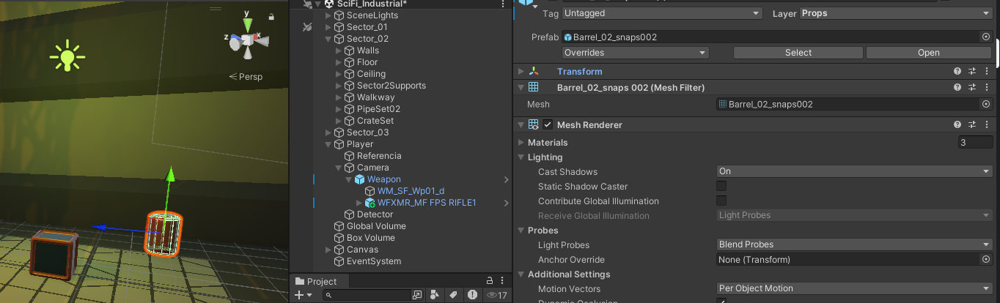 y
x
z
< Persp
SciFi_Industrial*
SceneLights
Sector_01
Sector_02
Walls
Floor
Ceiling
Sector2Supports
Walkway
PipeSet02
CrateSet
Sector_03
Player
Referencia
Camera
Weapon
WM_SF_Wp01_d
WFXMR_MF FPS RIFLE1
Detector
Global Volume
Box Volume
Canvas
EventSystem
Project
17
Tag Untagged Layer Props
Prefab Barrel_02_snaps002
Overrides Select Open
Transform
Barrel_02_snaps 002 (Mesh Filter)
Mesh Barrel_02_snaps002
Mesh Renderer
Materials 3
Lighting
Cast Shadows On
Static Shadow Caster
Contribute Global Illumination
Receive Global Illumination Light Probes
Probes
Light Probes Blend Probes
Anchor Override None (Transform)
Additional Settings
Motion Vectors Per Object Motion
Dynamic Occlusion